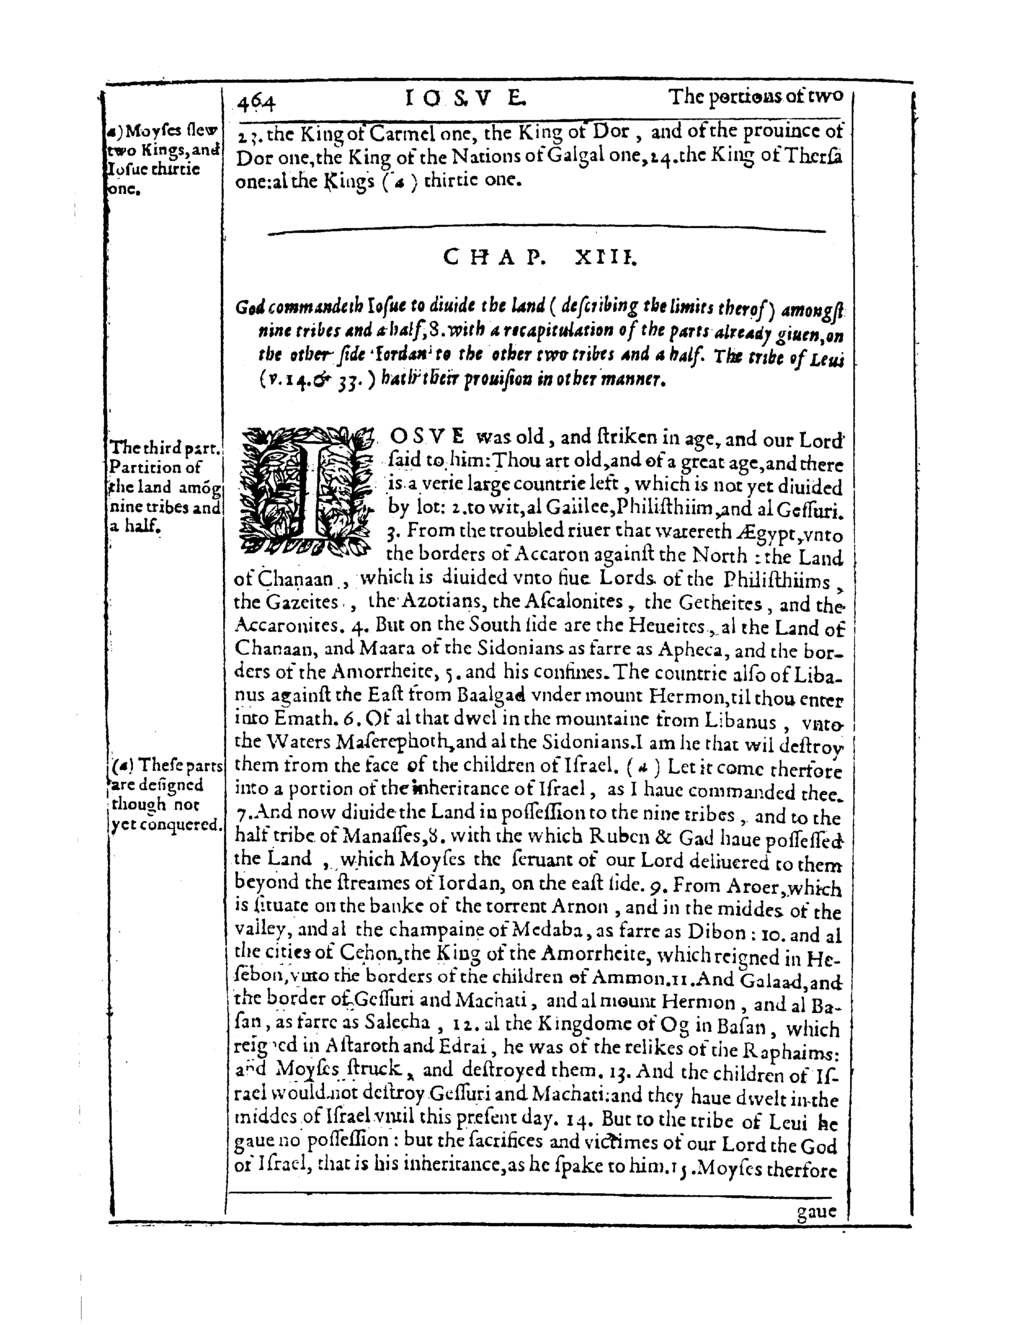 464 IOSVE. The portions of two
a) Moyses slew
two Kings, and
Iosue thirtie
one.
23. the King of Carmel one, the King of Dor, and of the prouince of
Dor one, the King of the Nations of Galgal one, 24. the King of Thersa
one: al the Kings (a) thirtie one.
CHAP. XIII.
God commandeth Iosue to diuide the land (describing the limits therof) amongſt
nine tribes and a half, 8. with a recapitulation of the parts already giuen, on
the other ſide Iordan to the other two tribes and a half. The tribe of Leui
(v. 14. & 33.) hath their prouiſion in other manner.
The third part.
Partition of
the land amōg
nine tribes and
a half.
IOSVE was old, and ſtriken in age, and our Lord
ſaid to him: Thou art old, and of a great age, and there
is a verie large countrie left, which is not yet diuided
by lot: 2. to wit, al Galilee, Philiſthiim, and al Geſſuri.
3. From the troubled riuer that watereth Ægypt, vnto
the borders of Accaron againſt the North: the Land
of Chanaan, which is diuided vnto fiue Lords of the Philiſthiims,
the Gazeites, the Azotians, the Aſcalonites, the Getheites, and the
Accaronites. 4. But on the South ſide are the Heueites, al the Land of
Chanaan, and Maara of the Sidonians as farre as Apheca, and the bor-
ders of the Amorrheite, 5. and his confines. The countrie alſo of Liba-
nus againſt the Eaſt from Baalgad vnder mount Hermon, til thou enter
into Emath. 6. Of al that dwel in the mountaine from Libanus, vnto
the Waters Maſerephoth, and al the Sidonians. I am he that wil deſtroy
them from the face of the children of Iſrael. (a) Let it come therfore
into a portion of the inheritance of Iſrael, as I haue commanded thee.
(a) Theſe parts
are deſigned
though not
yet conquered.
7. And now diuide the Land in poſſeſſion to the nine tribes, and to the
half tribe of Manaſſes, 8. with the which Ruben & Gad haue poſſeſſed
the Land, which Moyſes the ſeruant of our Lord deliuered to them
beyond the ſtreames of Iordan, on the eaſt ſide. 9. From Aroer, which
is ſituate on the banke of the torrent Arnon, and in the middes of the
valley, and al the champaine of Medaba, as farre as Dibon: 10. and al
the cities of Cehon, the King of the Amorrheite, which reigned in He-
ſebon, vnto the borders of the children of Ammon. 11. And Galaad, and
the border of Geſſuri and Machati, and al mount Hermon, and al Ba-
ſan, as farre as Salecha, 12. al the Kingdome of Og in Baſan, which
reigned in Aſtaroth and Edrai, he was of the relikes of the Raphaims:
and Moyſes ſtruck, and deſtroyed them. 13. And the children of Iſ-
rael would not deſtroy Geſſuri and Machati: and they haue dwelt in the
middes of Iſrael vntil this preſent day. 14. But to the tribe of Leui he
gaue no poſſeſſion: but the ſacrifices and victimes of our Lord the God
of Iſrael, that is his inheritance, as he ſpake to him. 15. Moyſes therfore
gaue